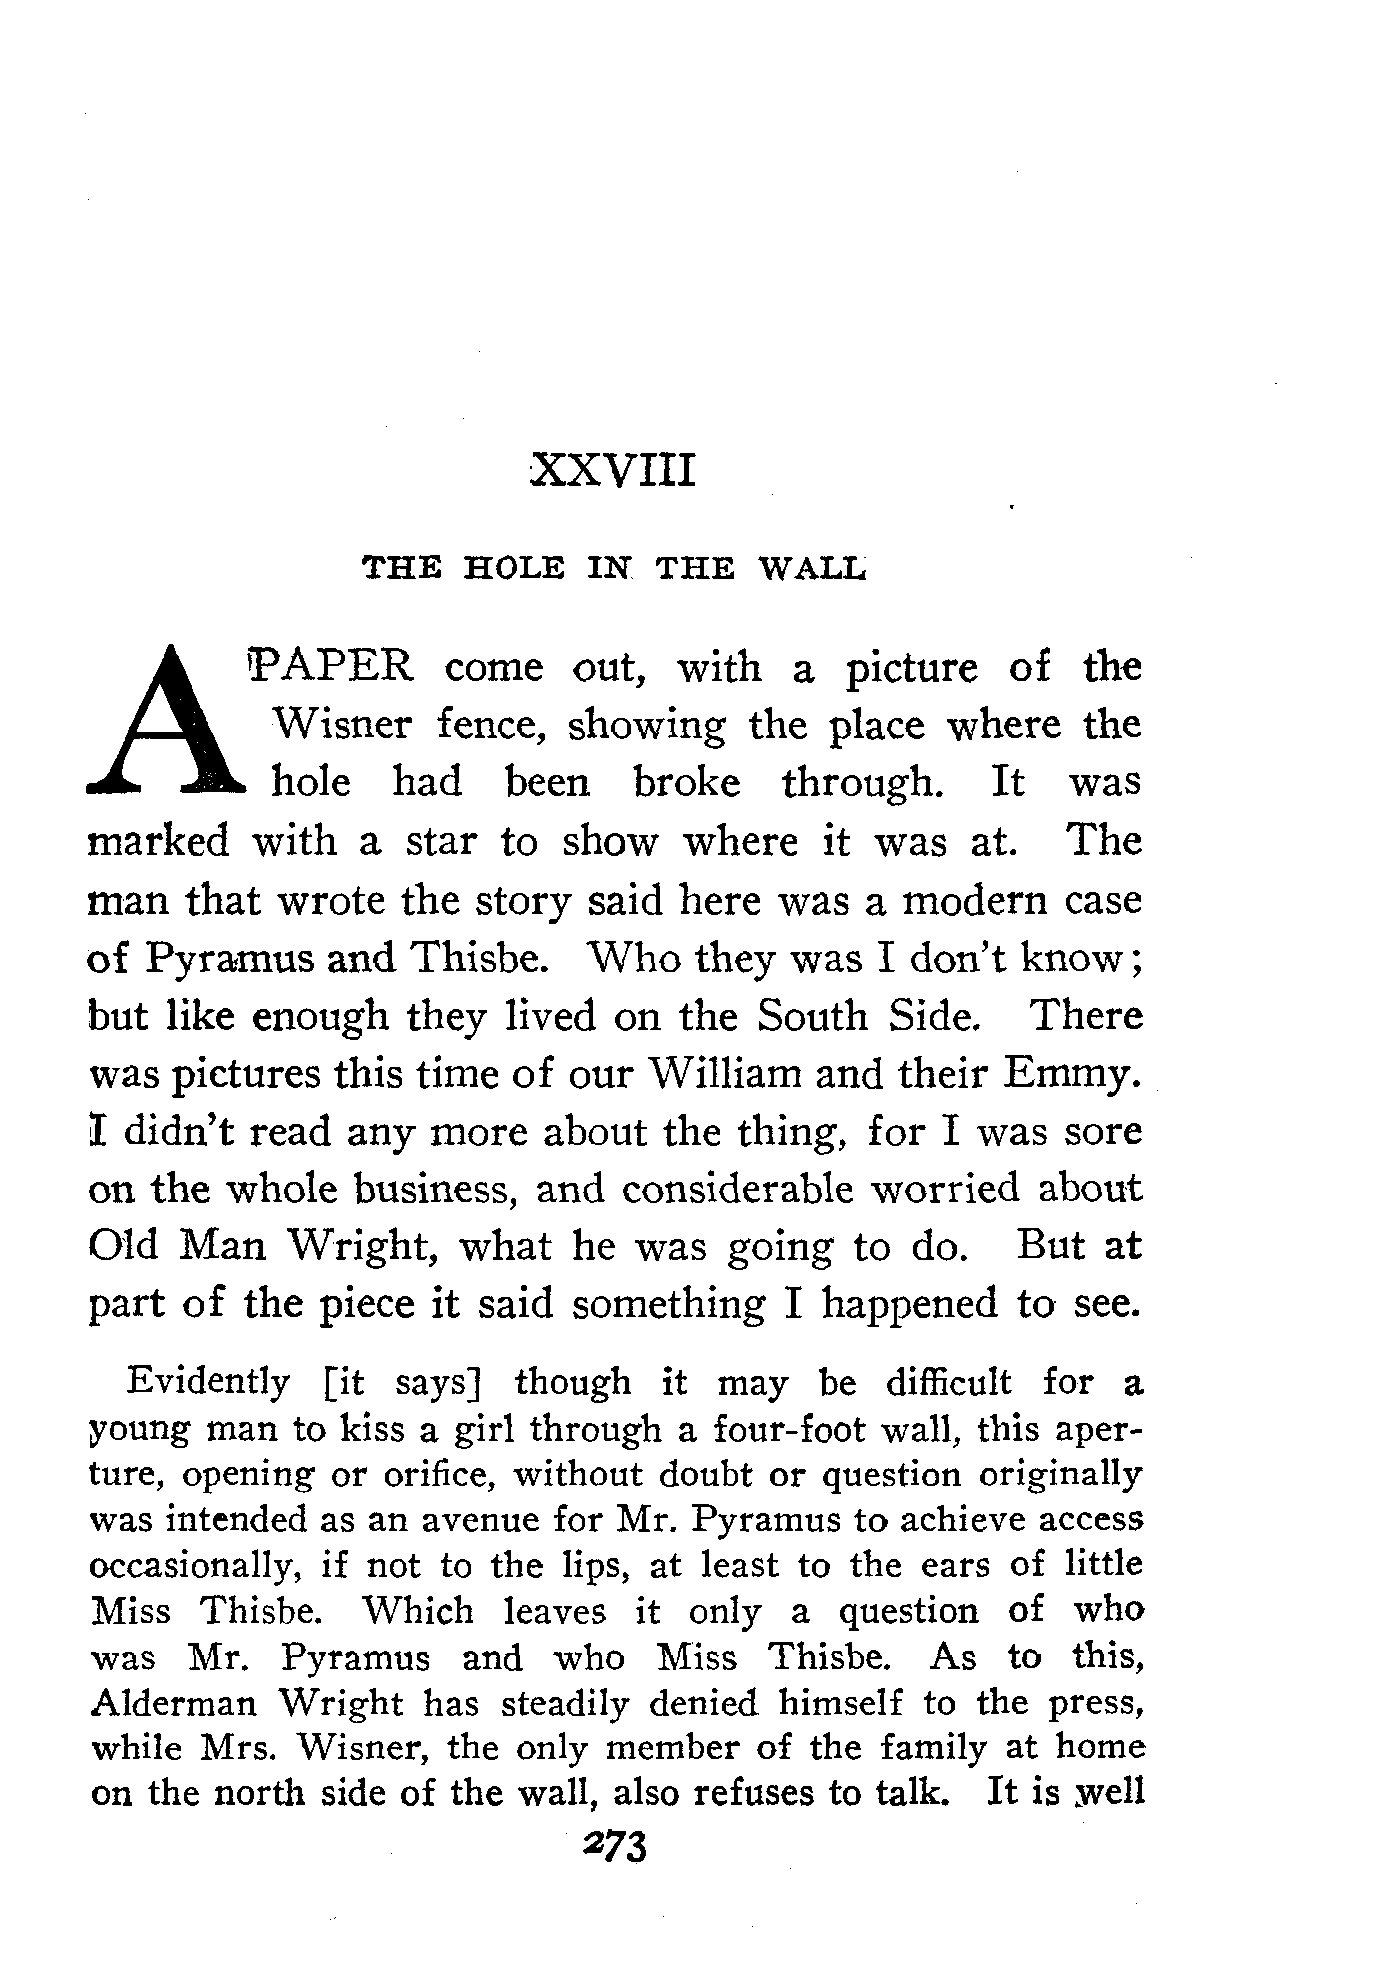 XXVIII
THE HOLE IN THE WALL
A PAPER come out, with a picture of the
Wisner fence, showing the place where the
hole had been broke through. It was
marked with a star to show where it was at. The
man that wrote the story said here was a modern case
of Pyramus and Thisbe. Who they was I don't know;
but like enough they lived on the South Side. There
was pictures this time of our William and their Emmy.
I didn't read any more about the thing, for I was sore
on the whole business, and considerable worried about
Old Man Wright, what he was going to do. But at
part of the piece it said something I happened to see.
Evidently [it says] though it may be difficult for a
young man to kiss a girl through a four-foot wall, this aper-
ture, opening or orifice, without doubt or question originally
was intended as an avenue for Mr. Pyramus to achieve access
occasionally, if not to the lips, at least to the ears of little
Miss Thisbe. Which leaves it only a question of who
was Mr. Pyramus and who Miss Thisbe. As to this,
Alderman Wright has steadily denied himself to the press,
while Mrs. Wisner, the only member of the family at home
on the north side of the wall, also refuses to talk. It is well
273